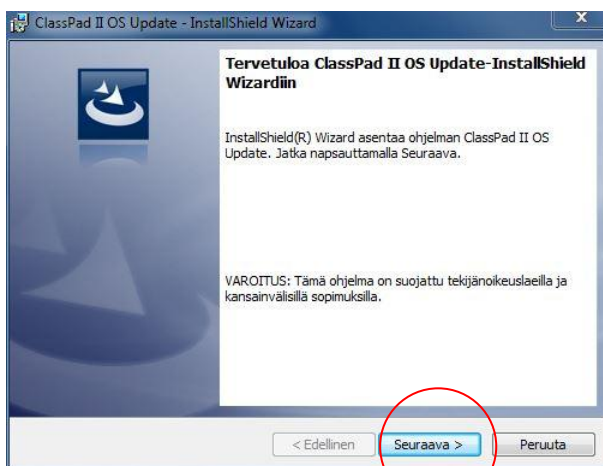 ClassPad II OS Update - InstallShield Wizard
Tervetuloa ClassPad II OS Update-InstallShield
Wizardiin
InstallShield(R) Wizard asentaa ohjelman ClassPad II OS
Update. Jatka napsauttamalla Seuraava.
VAROITUS: Tämä ohjelma on suojattu tekijänoikeuslaeilla ja
kansainvälisillä sopimuksilla.
< Edellinen Seuraava > Peruuta